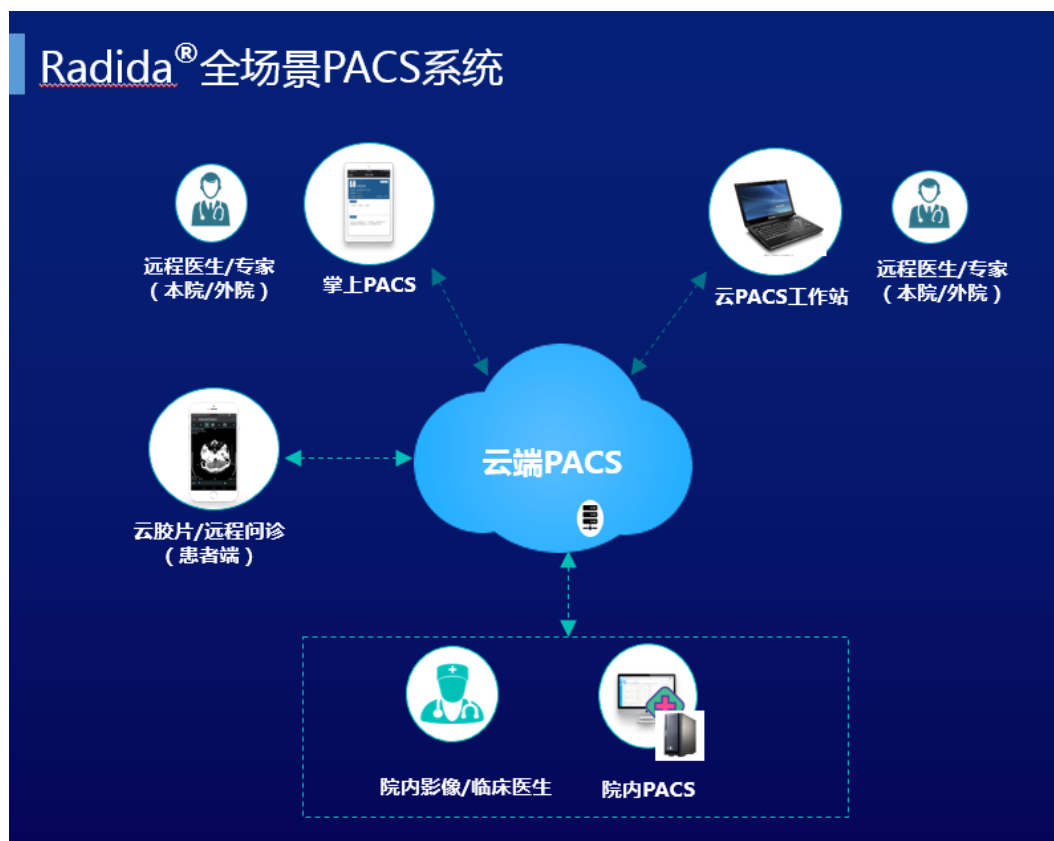 Radida®全场景PACS系统
远程医生/专家
（本院/外院）
掌上PACS
云PACS工作站
远程医生/专家
（本院/外院）
云端PACS
云胶片/远程问诊
（患者端）
院内影像/临床医生
院内PACS